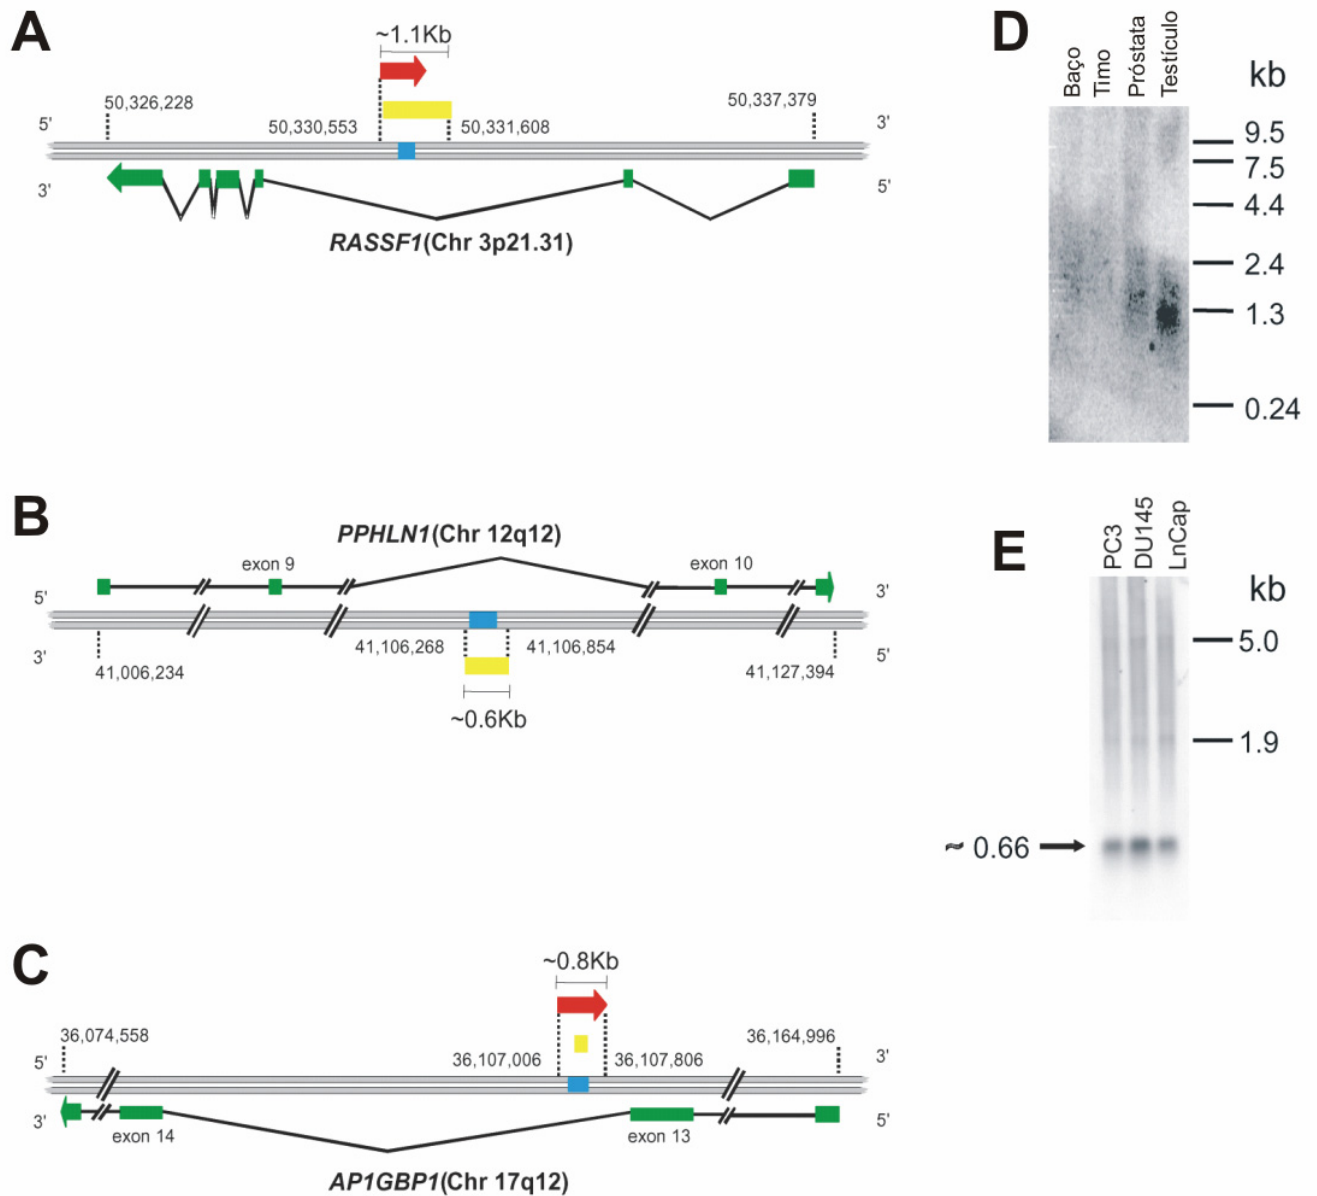 A
~1.1Kb
50,326,228
50,337,379
5'
50,330,553
50,331,608
3'
3'
5'
RASSF1(Chr 3p21.31)
B
PPHLN1(Chr 12q12)
exon 9
exon 10
5'
3'
41,106,268
41,106,854
3'
5'
41,006,234
41,127,394
~0.6Kb
C
~0.8Kb
36,074,558
36,164,996
5'
36,107,006
36,107,806
3'
3'
5'
exon 14
exon 13
AP1GBP1(Chr 17q12)
D
Baço
Timo
Próstata
Testículo
kb
9.5
7.5
4.4
2.4
1.3
0.24
E
PC3
DU145
LnCap
kb
5.0
1.9
~ 0.66